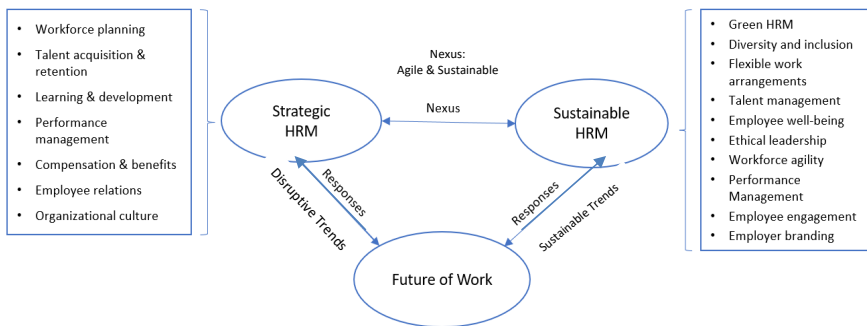 Workforce planning
Talent acquisition &
retention
Learning & development
Performance
management
Compensation & benefits
Employee relations
Organizational culture
Nexus:
Agile & Sustainable
Nexus
Strategic
HRM
Sustainable
HRM
Responses
Disruptive Trends
Responses
Sustainable Trends
Future of Work
Green HRM
Diversity and inclusion
Flexible work
arrangements
Talent management
Employee well-being
Ethical leadership
Workforce agility
Performance
Management
Employee engagement
Employer branding